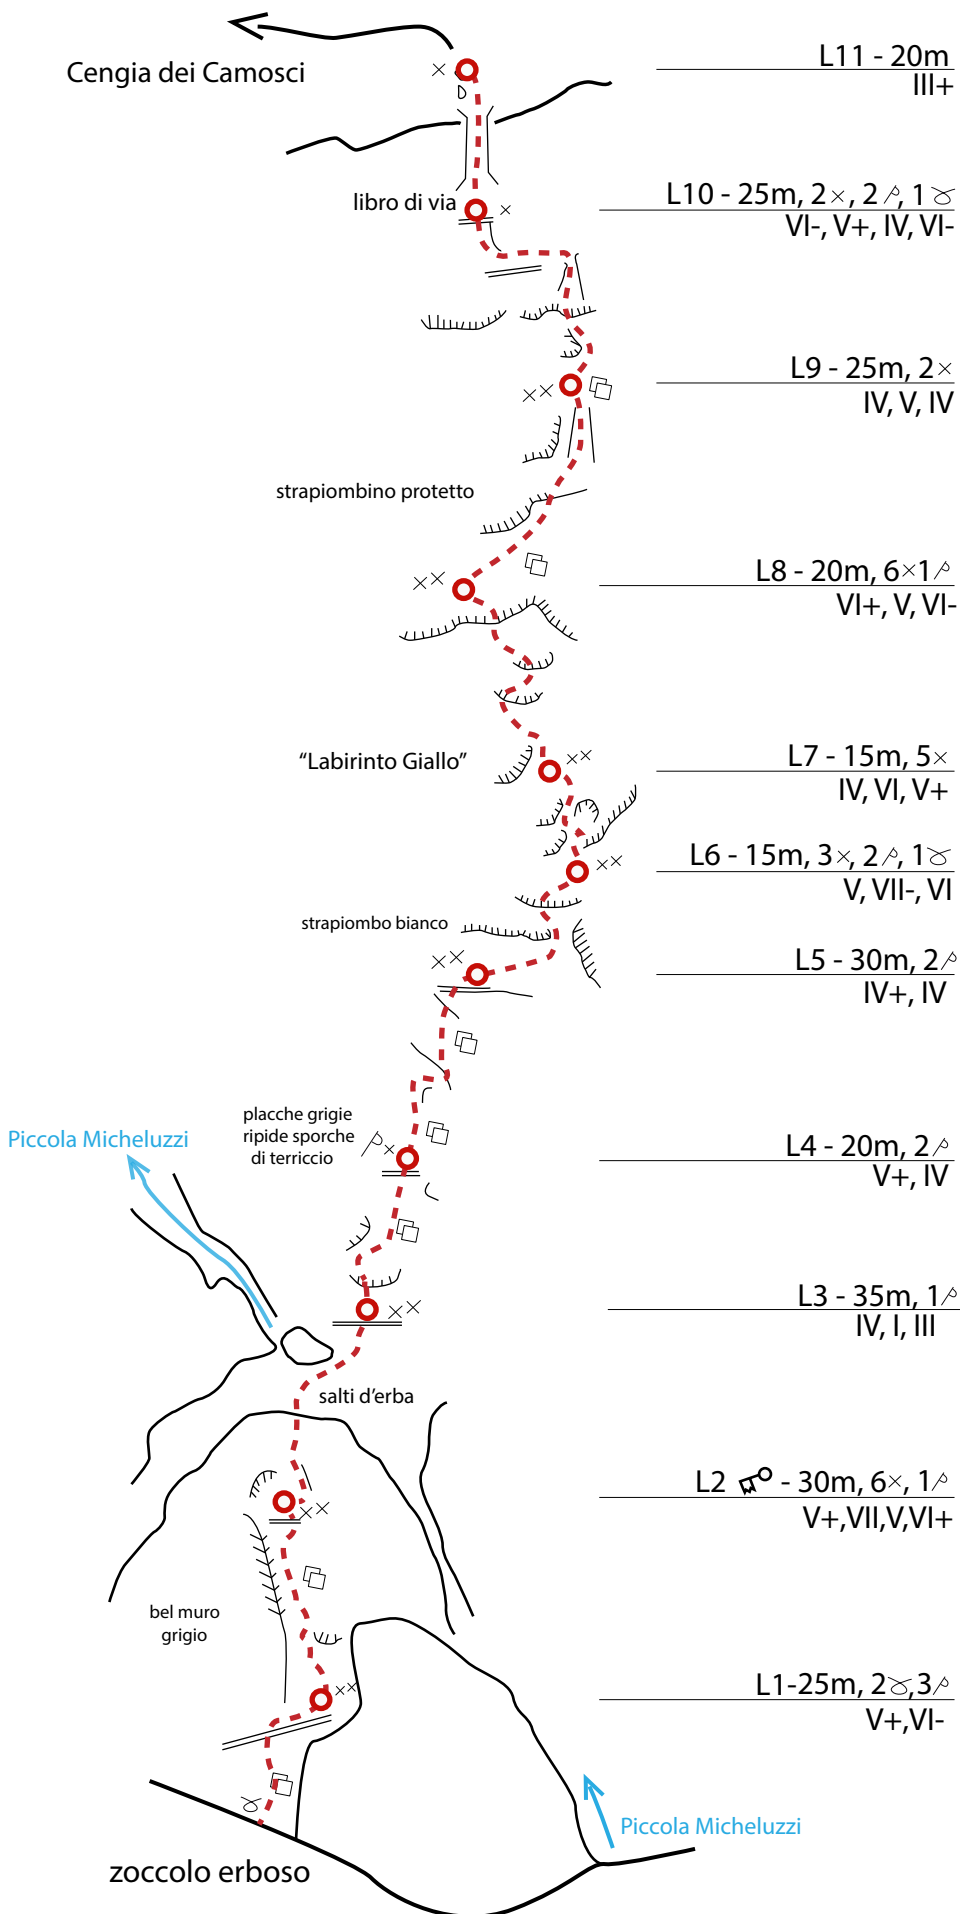 Cengia dei Camosci
L11 - 20m
III+
libro di via
L10 - 25m, 2×, 2, 1
VI-, V+, IV, VI-
L9 - 25m, 2×
IV, V, IV
strapiombino protetto
L8 - 20m, 6×1
VI+, V, VI-
“Labirinto Giallo”
L7 - 15m, 5×
IV, VI, V+
L6 - 15m, 3×, 2, 1
V, VII-, VI
strapiombo bianco
L5 - 30m, 2
IV+, IV
placche grigie
ripide sporche
di terriccio
Piccola Micheluzzi
L4 - 20m, 2
V+, IV
L3 - 35m, 1
IV, I, III
salti d'erba
L2 - 30m, 6×, 1
V+,VII,V,VI+
bel muro
grigio
L1-25m, 2,3
V+,VI-
Piccola Micheluzzi
zoccolo erboso